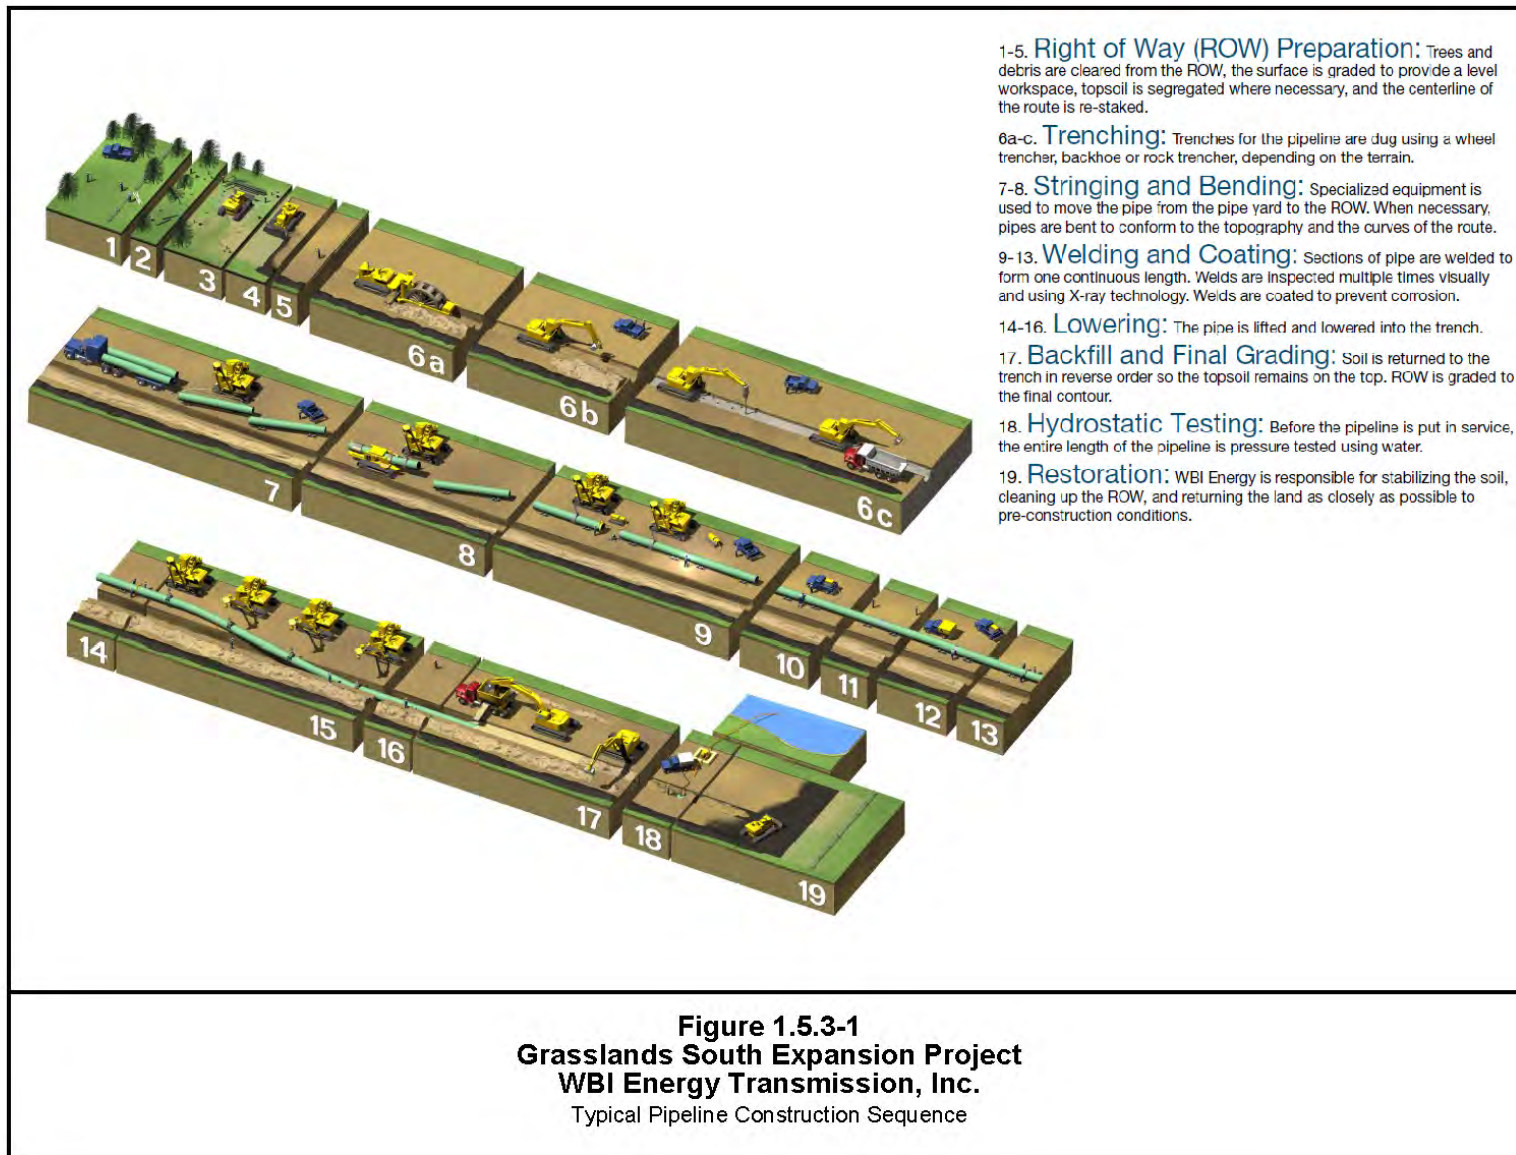 1-5. Right of Way (ROW) Preparation: Trees and
debris are cleared from the ROW, the surface is graded to provide a level
workspace, topsoil is segregated where necessary, and the centerline of
the route is re-staked.
6a-c. Trenching: Trenches for the pipeline are dug using a wheel
trencher, backhoe or rock trencher, depending on the terrain.
7-8. Stringing and Bending: Specialized equipment is
used to move the pipe from the pipe yard to the ROW. When necessary,
pipes are bent to conform to the topography and the curves of the route.
9-13. Welding and Coating: Sections of pipe are welded to
form one continuous length. Welds are inspected multiple times visually
and using X-ray technology. Welds are coated to prevent corrosion.
14-16. Lowering: The pipe is lifted and lowered into the trench.
17. Backfill and Final Grading: Soil is returned to the
trench in reverse order so the topsoil remains on the top. ROW is graded to
the final contour.
18. Hydrostatic Testing: Before the pipeline is put in service,
the entire length of the pipeline is pressure tested using water.
19. Restoration: WBI Energy is responsible for stabilizing the soil,
cleaning up the ROW, and returning the land as closely as possible to
pre-construction conditions.
1
2
3
4
5
6a
6b
6c
7
8
9
10
11
12
13
14
15
16
17
18
19
Figure 1.5.3-1
Grasslands South Expansion Project
WBI Energy Transmission, Inc.
Typical Pipeline Construction Sequence